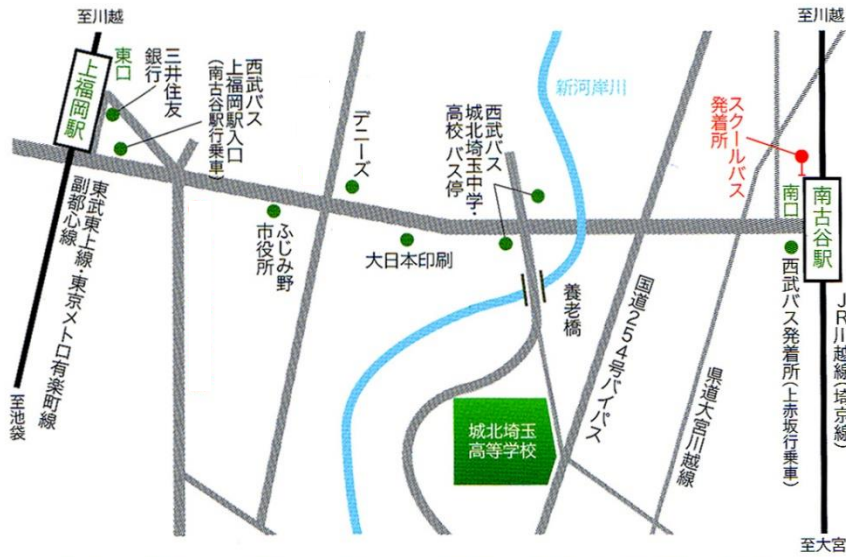 至川越
上福岡駅
東口
三井住友
銀行
西武バス
上福岡駅入口
(南古谷駅行乗車)
東武東上線・東京メトロ有楽町線
副都心線
至池袋
デニーズ
ふじみ野
市役所
大日本印刷
西武バス
城北埼玉中学・
高校 バス停
新河岸川
養老橋
城北埼玉
高等学校
国道254号バイパス
県道大宮川越線
スクールバス
発着所
至川越
南口
南古谷駅
西武バス発着所(上赤坂行乗車)
JR川越線(埼京線)
至大宮